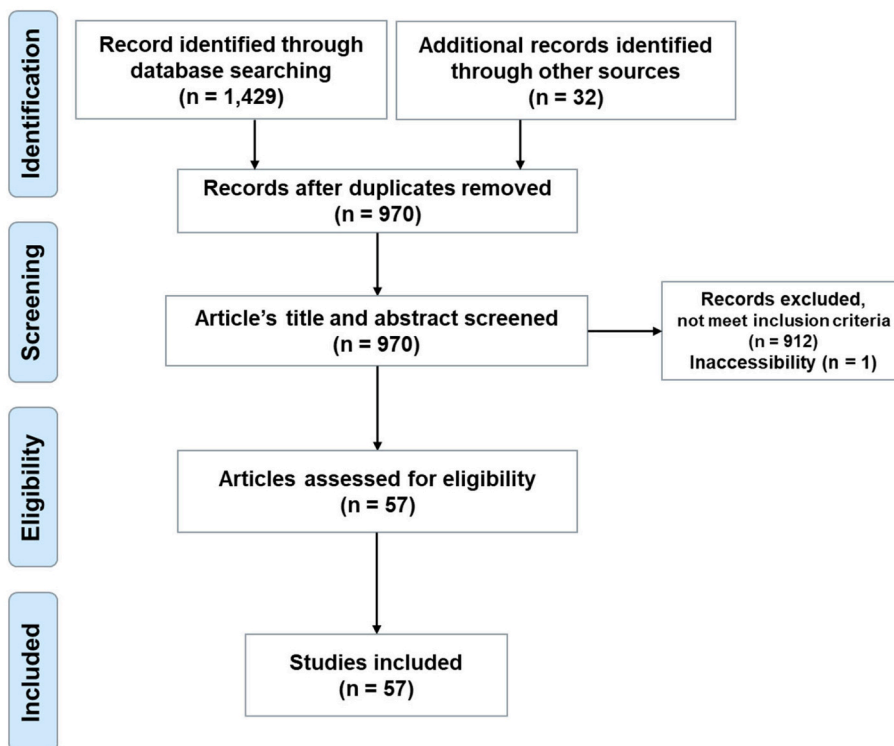 Identification
Record identified through
database searching
(n = 1,429)
Additional records identified
through other sources
(n = 32)
Records after duplicates removed
(n = 970)
Screening
Article's title and abstract screened
(n = 970)
Records excluded,
not meet inclusion criteria
(n = 912)
Inaccessibility (n = 1)
Eligibility
Articles assessed for eligibility
(n = 57)
Included
Studies included
(n = 57)